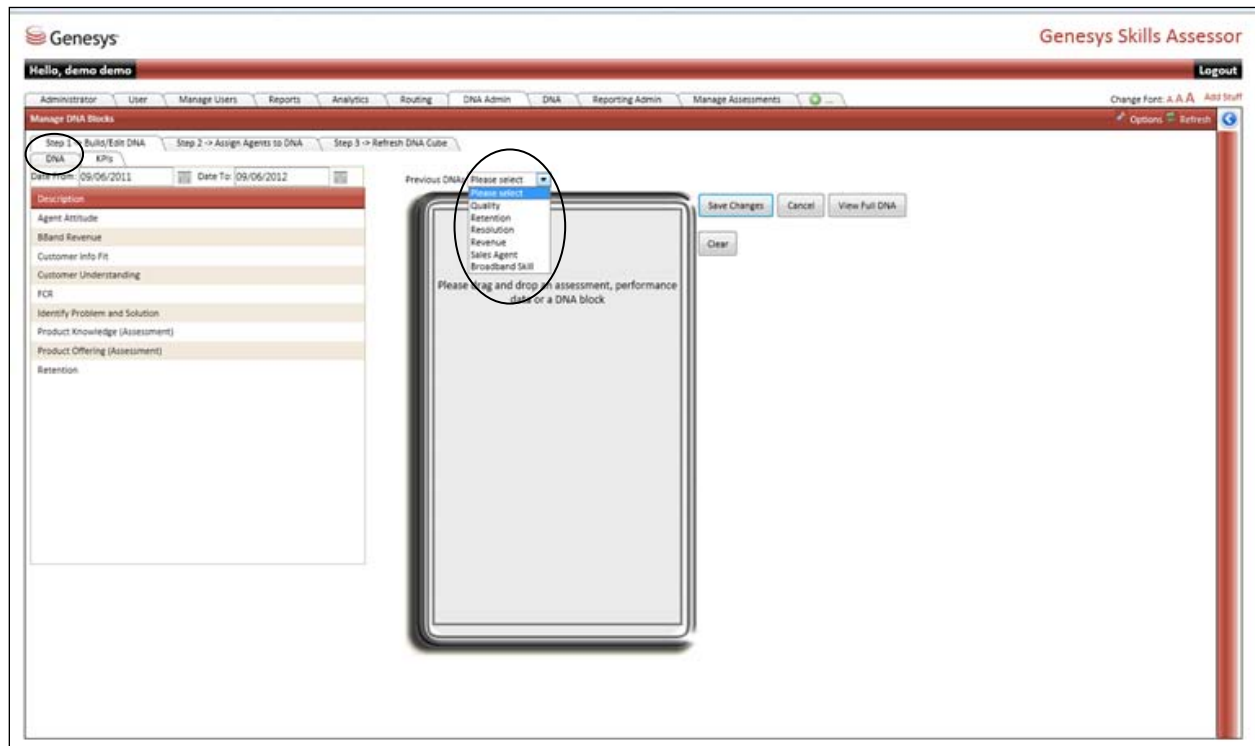 Genesys
Genesys Skills Assessor
Hello, demo demo
Logout
Administrator User Manage Users Reports Analytics Routing DNA Admin DNA Reporting Admin Manage Assessments ...
Change Font: A A A Add Stuff
Manage DNA Blocks
Options Refresh
Step 1 -> Build/Edit DNA Step 2 -> Assign Agents to DNA Step 3 -> Refresh DNA Cube
DNA KPIs
Date From: 09/06/2011 Date To: 09/06/2012
Previous DNAs Please select
Please select
Quality
Retention
Resolution
Revenue
Sales Agent
Broadband Skill
Description
Agent Attitude
BBand Revenue
Customer Info Fit
Customer Understanding
FCR
Identify Problem and Solution
Product Knowledge (Assessment)
Product Offering (Assessment)
Retention
Please drag and drop an assessment, performance
data or a DNA block
Save Changes Cancel View Full DNA
Clear